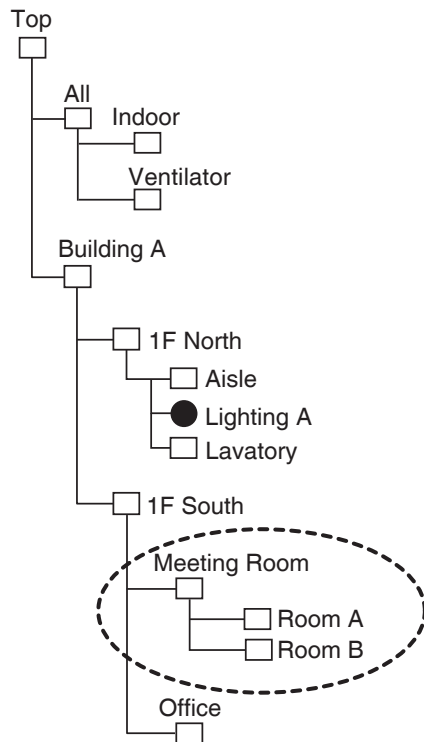 Top
All
Indoor
Ventilator
Building A
1F North
Aisle
Lighting A
Lavatory
1F South
Meeting Room
Room A
Room B
Office